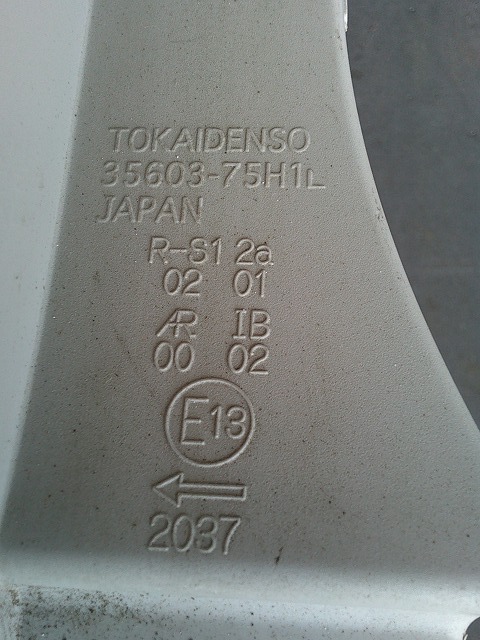 TOKAIDENSO
35603-75H1L
JAPAN
R-S1 2a
02 01
AR IB
00 02
E13
2037